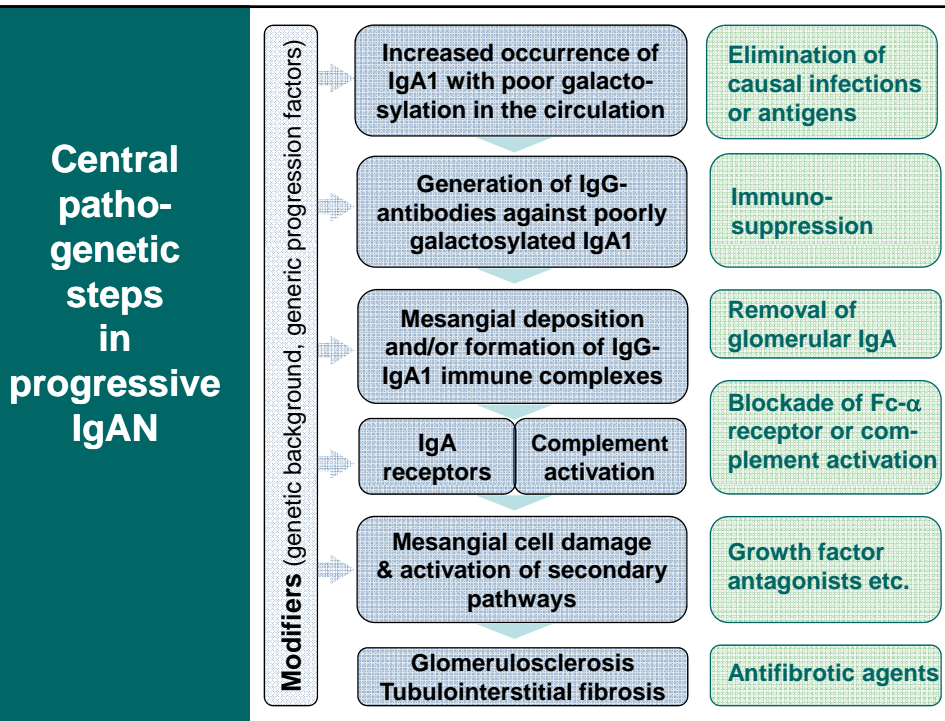 Central
patho-
genetic
steps
in
progressive
IgAN
Modifiers (genetic background, generic progression factors)
Increased occurrence of
IgA1 with poor galacto-
sylation in the circulation
Elimination of
causal infections
or antigens
Generation of IgG-
antibodies against poorly
galactosylated IgA1
Immuno-
suppression
Mesangial deposition
and/or formation of IgG-
IgA1 immune complexes
Removal of
glomerular IgA
IgA
receptors
Complement
activation
Blockade of Fc-α
receptor or com-
plement activation
Mesangial cell damage
& activation of secondary
pathways
Growth factor
antagonists etc.
Glomerulosclerosis
Tubulointerstitial fibrosis
Antifibrotic agents